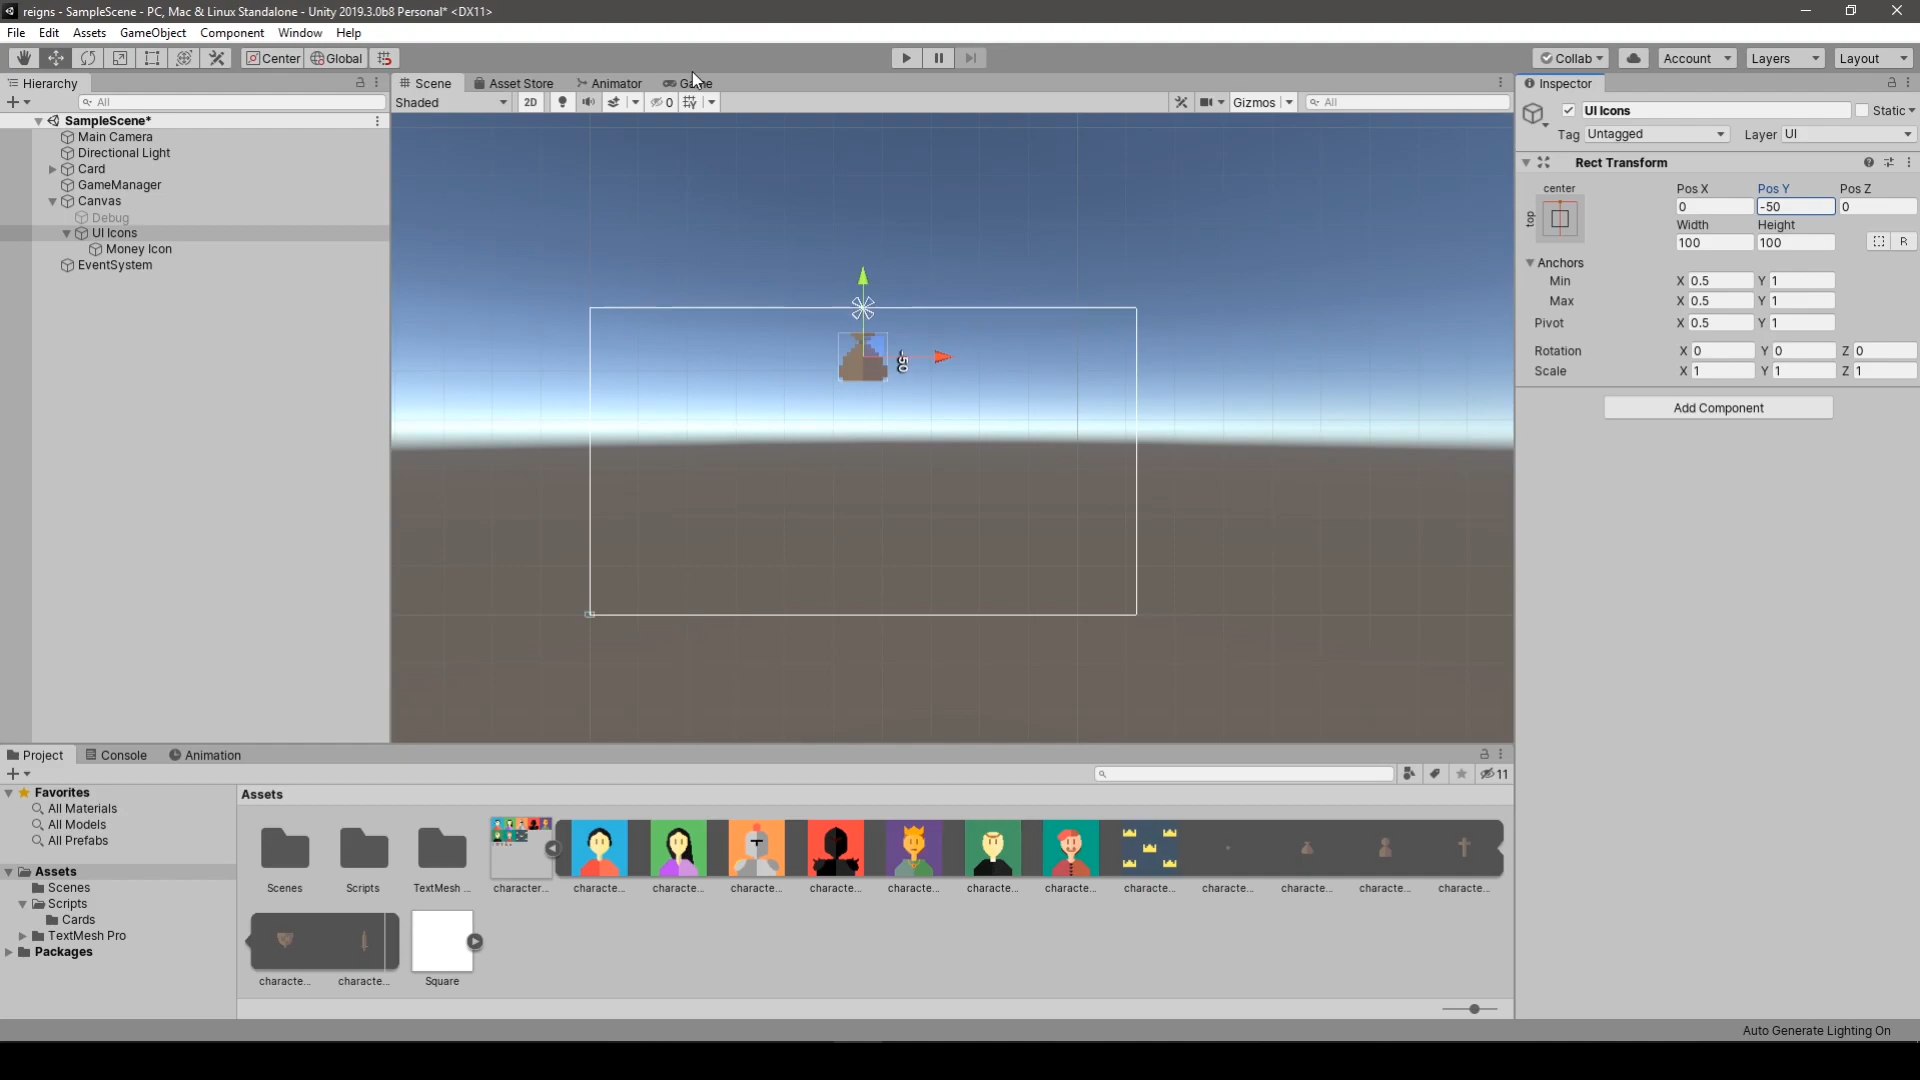 reigns - SampleScene - PC, Mac & Linux Standalone - Unity 2019.3.0b8 Personal* <DX11>
File Edit Assets GameObject Component Window Help
Center Global Collab Account Layers Layout
Hierarchy
All
SampleScene*
Main Camera
Directional Light
Card
GameManager
Canvas
Debug
UI Icons
Money Icon
EventSystem
Scene Asset Store Animator
Shaded 2D 0 Gizmos All
-50
Inspector
UI Icons Static
Tag Untagged Layer UI
Rect Transform
center Pos X Pos Y Pos Z
top 0 -50 0
Width Height
100 100 R
Anchors
Min X 0.5 Y 1
Max X 0.5 Y 1
Pivot X 0.5 Y 1
Rotation X 0 Y 0 Z 0
Scale X 1 Y 1 Z 1
Add Component
Project Console Animation
11
Favorites
All Materials
All Models
All Prefabs
Assets
Scenes
Scripts
Cards
TextMesh Pro
Packages
Assets
Scenes Scripts TextMesh ... character... characte... characte... characte... characte... characte... characte... characte... characte... characte... characte... characte... characte...
characte... characte... Square
Auto Generate Lighting On